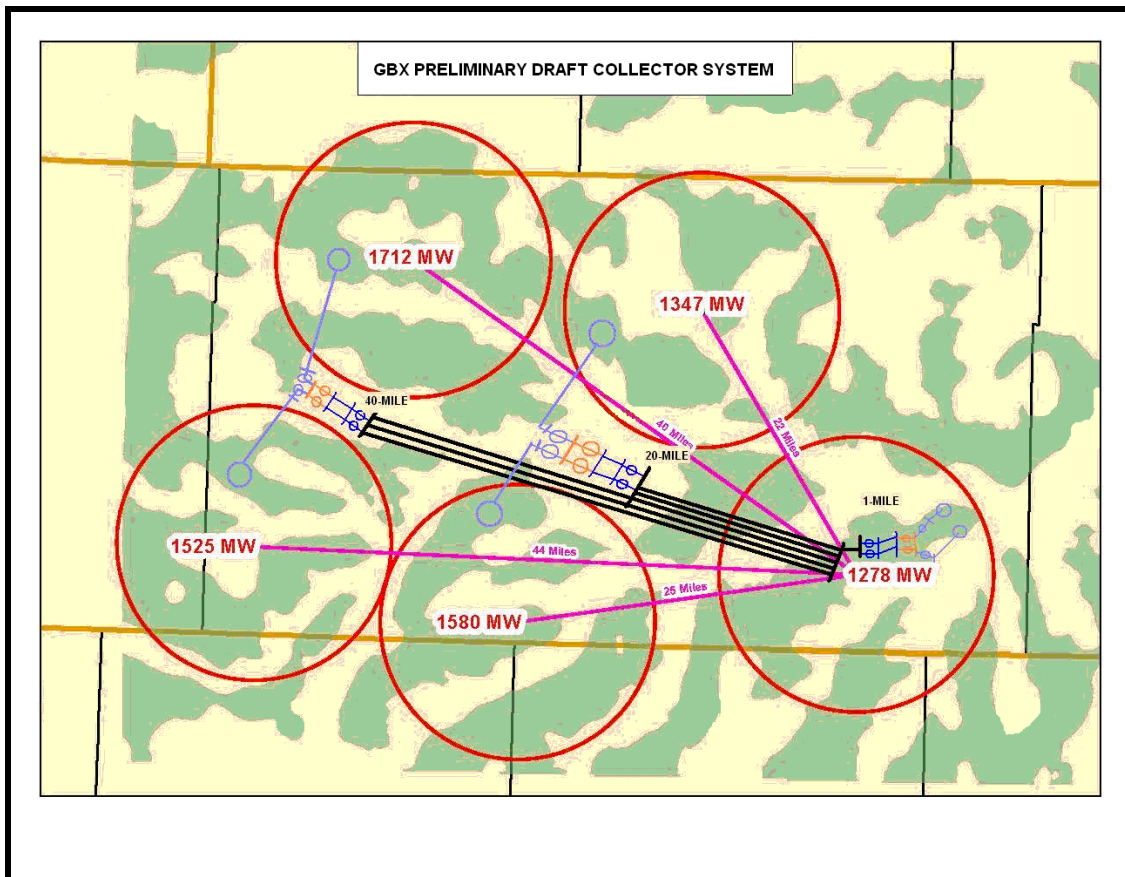 GBX PRELIMINARY DRAFT COLLECTOR SYSTEM
1712 MW
1347 MW
40-MILE
40 Miles
22 Miles
20-MILE
1-MILE
1525 MW
44 Miles
1278 MW
25 Miles
1580 MW